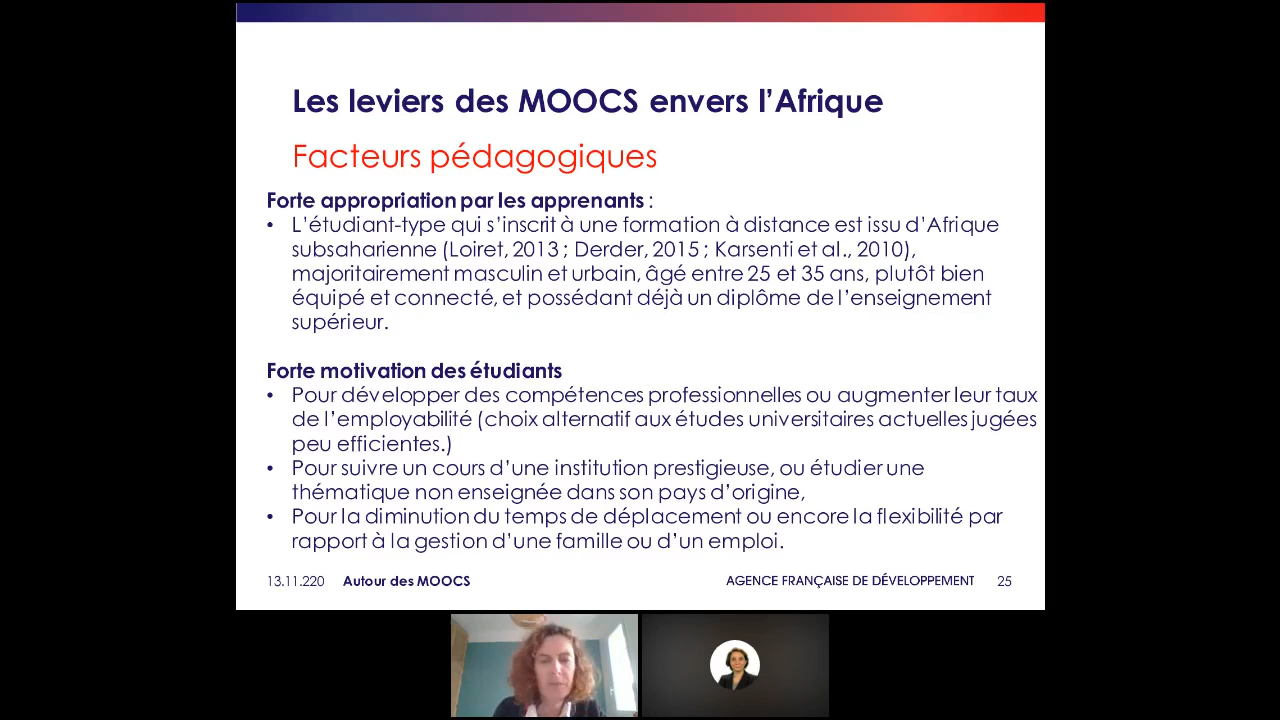 Les leviers des MOOCS envers l’Afrique
Facteurs pédagogiques
Forte appropriation par les apprenants :
• L’étudiant-type qui s’inscrit à une formation à distance est issu d’Afrique
subsaharienne (Loiret, 2013 ; Derder, 2015 ; Karsenti et al., 2010),
majoritairement masculin et urbain, âgé entre 25 et 35 ans, plutôt bien
équipé et connecté, et possédant déjà un diplôme de l’enseignement
supérieur.
Forte motivation des étudiants
• Pour développer des compétences professionnelles ou augmenter leur taux
de l’employabilité (choix alternatif aux études universitaires actuelles jugées
peu efficientes.)
• Pour suivre un cours d’une institution prestigieuse, ou étudier une
thématique non enseignée dans son pays d’origine,
• Pour la diminution du temps de déplacement ou encore la flexibilité par
rapport à la gestion d’une famille ou d’un emploi.
13.11.220 Autour des MOOCS AGENCE FRANÇAISE DE DÉVELOPPEMENT 25